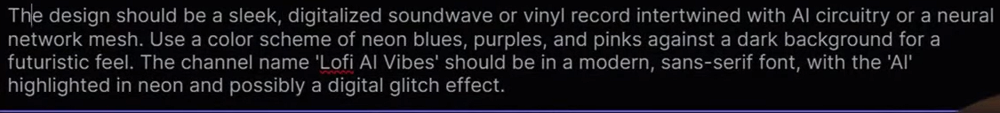 The design should be a sleek, digitalized soundwave or vinyl record intertwined with AI circuitry or a neural
network mesh. Use a color scheme of neon blues, purples, and pinks against a dark background for a
futuristic feel. The channel name 'Lofi AI Vibes' should be in a modern, sans-serif font, with the 'AI'
highlighted in neon and possibly a digital glitch effect.